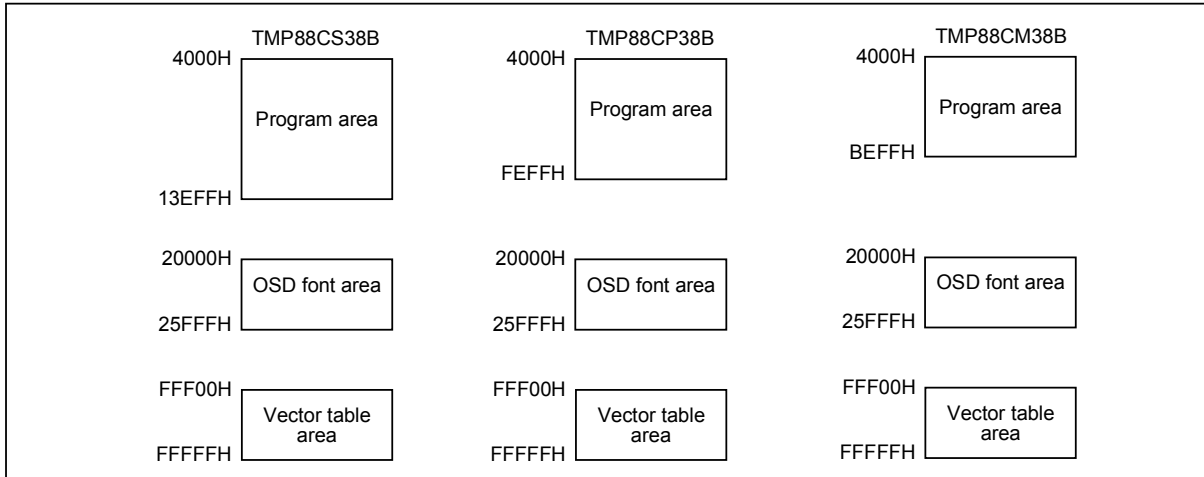 TMP88CS38B
4000H
Program area
13EFFH
20000H
OSD font area
25FFFH
FFF00H
Vector table
area
FFFFFH
TMP88CP38B
4000H
Program area
FEFFH
20000H
OSD font area
25FFFH
FFF00H
Vector table
area
FFFFFH
TMP88CM38B
4000H
Program area
BEFFH
20000H
OSD font area
25FFFH
FFF00H
Vector table
area
FFFFFH